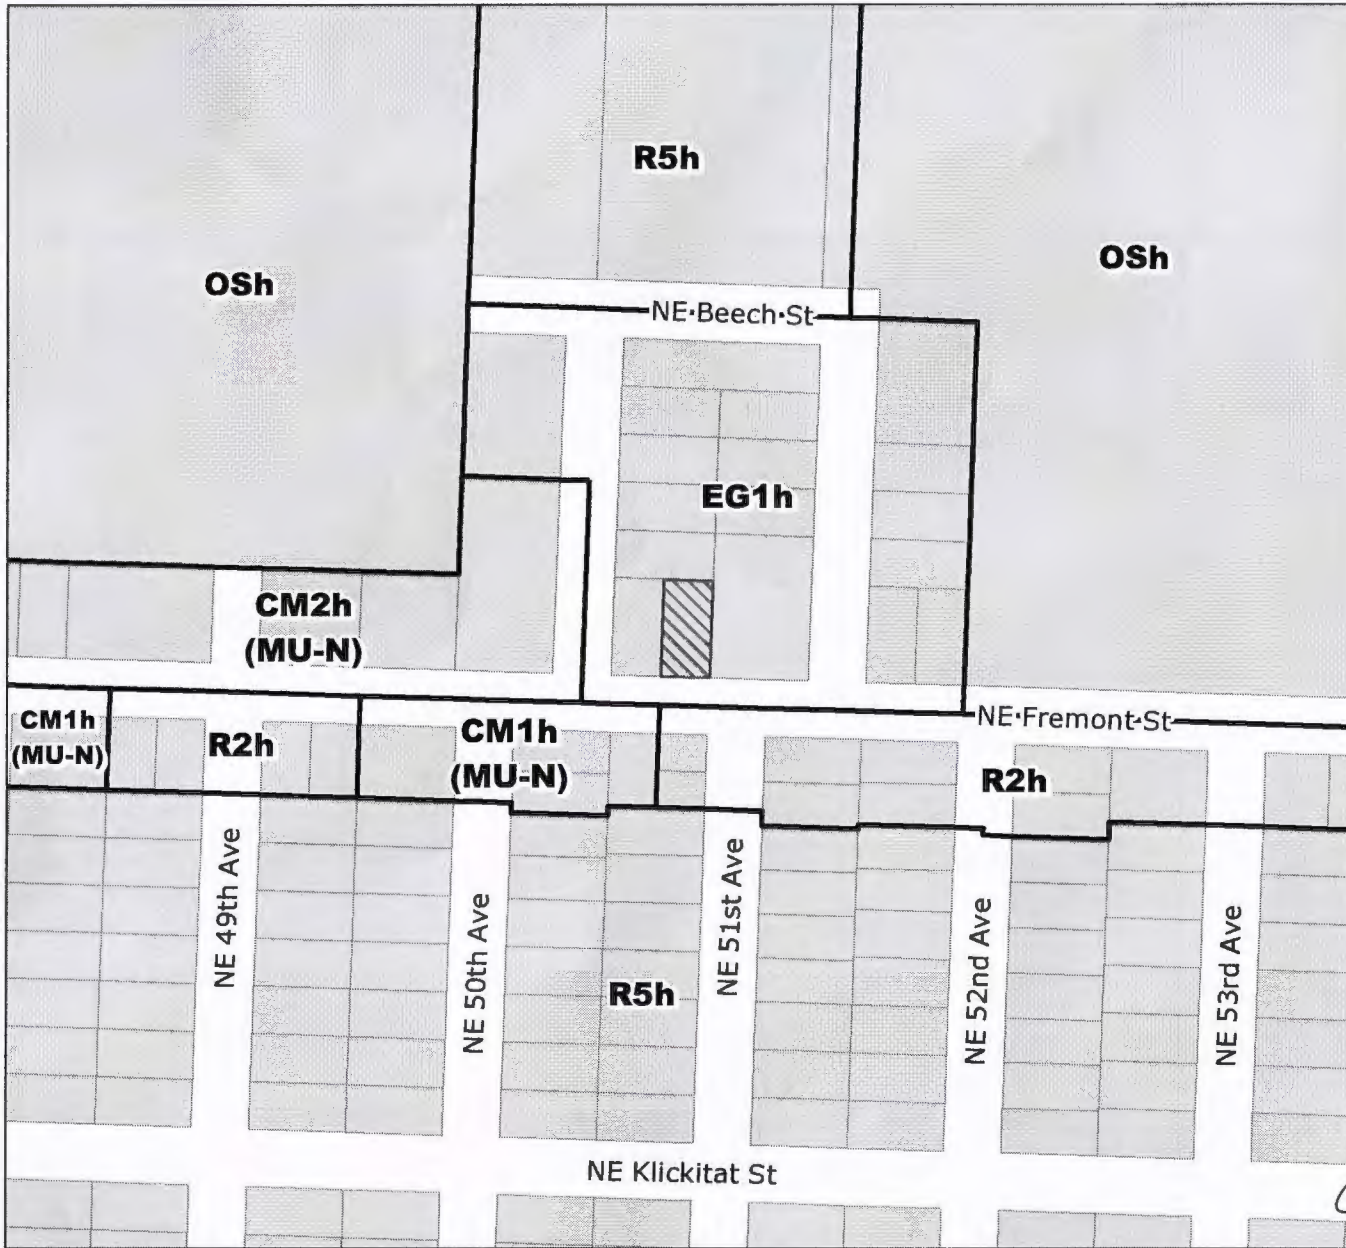 R5h
OSh
OSh
NE Beech St
EG1h
CM2h
(MU-N)
CM1h
(MU-N)
R2h
CM1h
(MU-N)
NE Fremont St
R2h
NE 49th Ave
NE 50th Ave
R5h
NE 51st Ave
NE 52nd Ave
NE 53rd Ave
NE Klickitat St